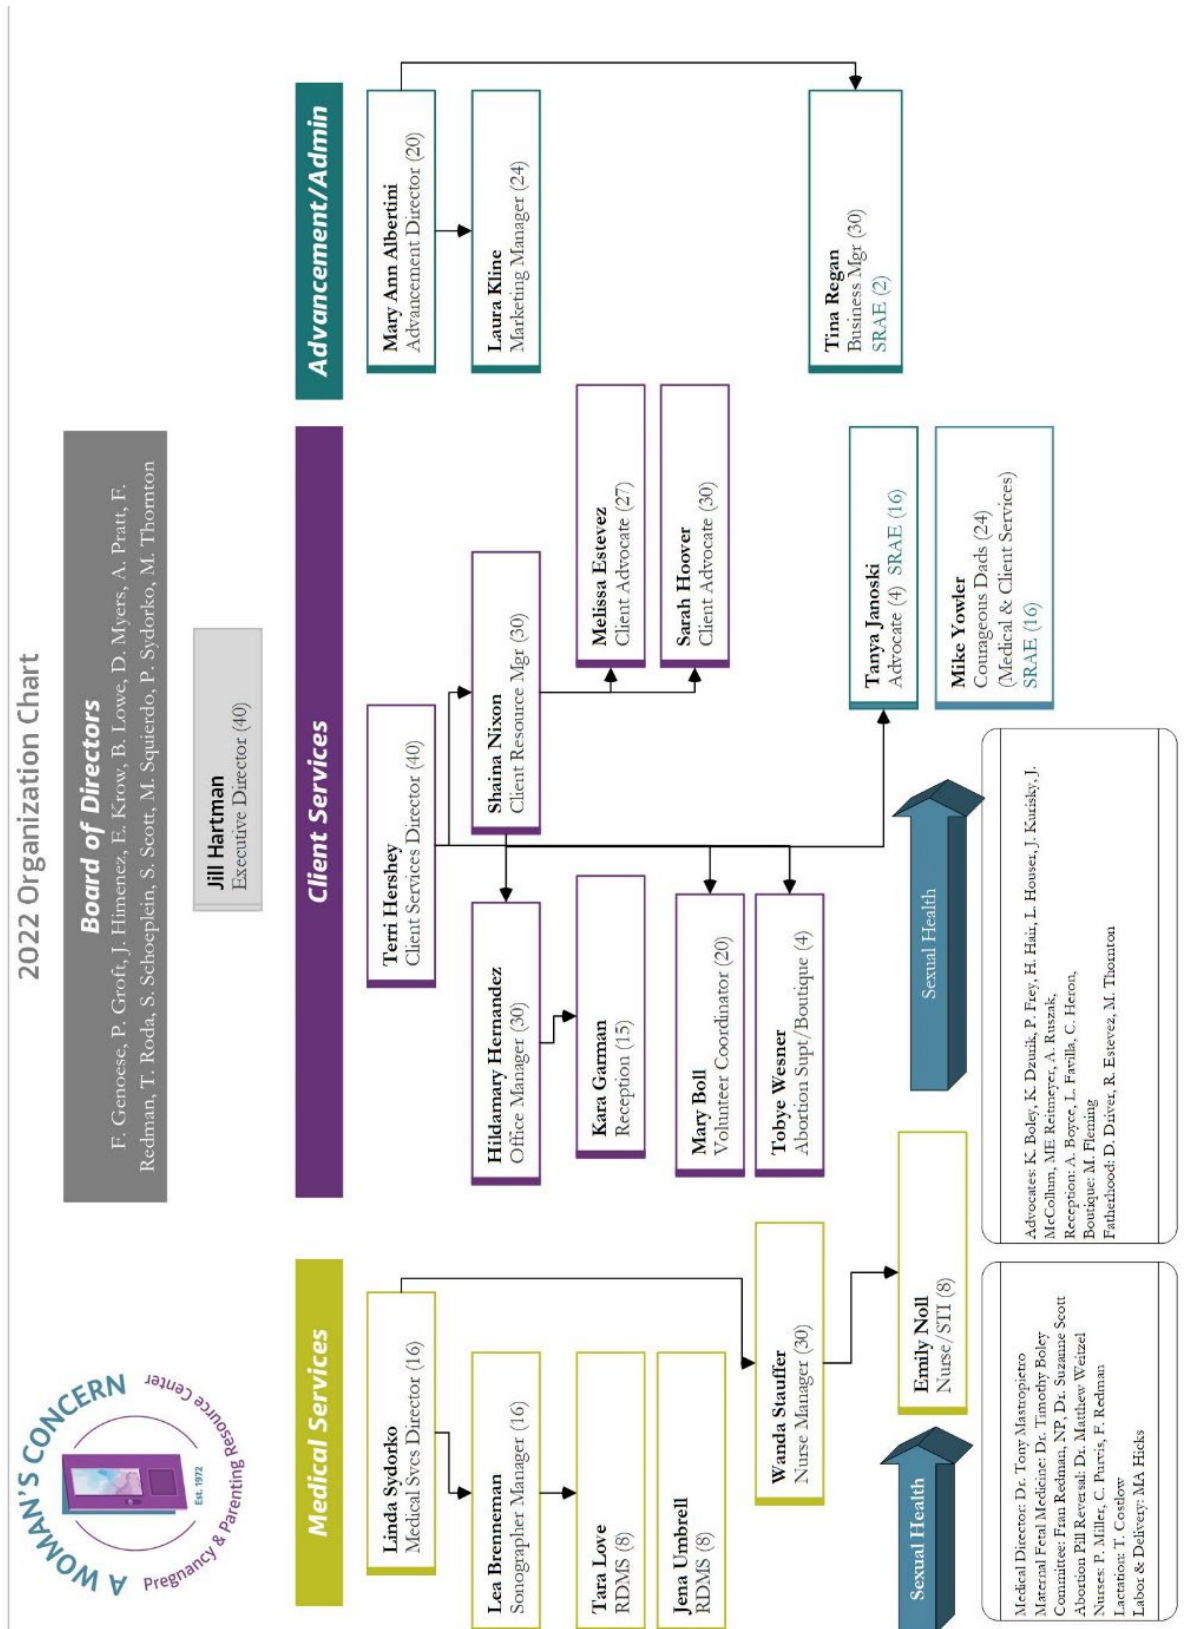 2022 Organization Chart
A WOMAN'S CONCERN
Est. 1972
Pregnancy & Parenting Resource Center
Board of Directors
F. Genoese, P. Groft, J. Himenez, E. Krow, B. Lowe, D. Myers, A. Pratt, F.
Redman, T. Roda, S. Schoeplein, S. Scott, M. Squierdo, P. Sydorko, M. Thornton
Jill Hartman
Executive Director (40)
Medical Services
Linda Sydorko
Medical Svcs Director (16)
Lea Brenneman
Sonographer Manager (16)
Tara Love
RDMS (8)
Jena Umbrell
RDMS (8)
Wanda Stauffer
Nurse Manager (30)
Emily Noll
Nurse/STI (8)
Sexual Health
Medical Director: Dr. Tony Mastropietro
Maternal Fetal Medicine: Dr. Timothy Boley
Committee: Fran Redman, NP, Dr. Suzanne Scott
Abortion Pill Reversal: Dr. Matthew Weitzel
Nurses: P. Miller, C. Purvis, F. Redman
Lactation: T. Costlow
Labor & Delivery: MA Hicks
Client Services
Terri Hershey
Client Services Director (40)
Hildamary Hernandez
Office Manager (30)
Kara Garman
Reception (15)
Shaina Nixon
Client Resource Mgr (30)
Melissa Estevez
Client Advocate (27)
Sarah Hoover
Client Advocate (30)
Mary Boll
Volunteer Coordinator (20)
Tobye Wesner
Abortion Supt/Boutique (4)
Tanya Janoski
Advocate (4) SRAE (16)
Mike Yowler
Courageous Dads (24)
(Medical & Client Services)
SRAE (16)
Sexual Health
Advocates: K. Boley, K. Dzurik, P. Frey, H. Hair, L. Houser, J. Kurisky, J.
McCollum, ME Reitmeyer, A. Ruszak,
Reception: A. Boyce, L. Favilla, C. Heron,
Boutique: M. Fleming
Fatherhood: D. Driver, R. Estevez, M. Thornton
Advancement/Admin
Mary Ann Albertini
Advancement Director (20)
Laura Kline
Marketing Manager (24)
Tina Regan
Business Mgr (30)
SRAE (2)